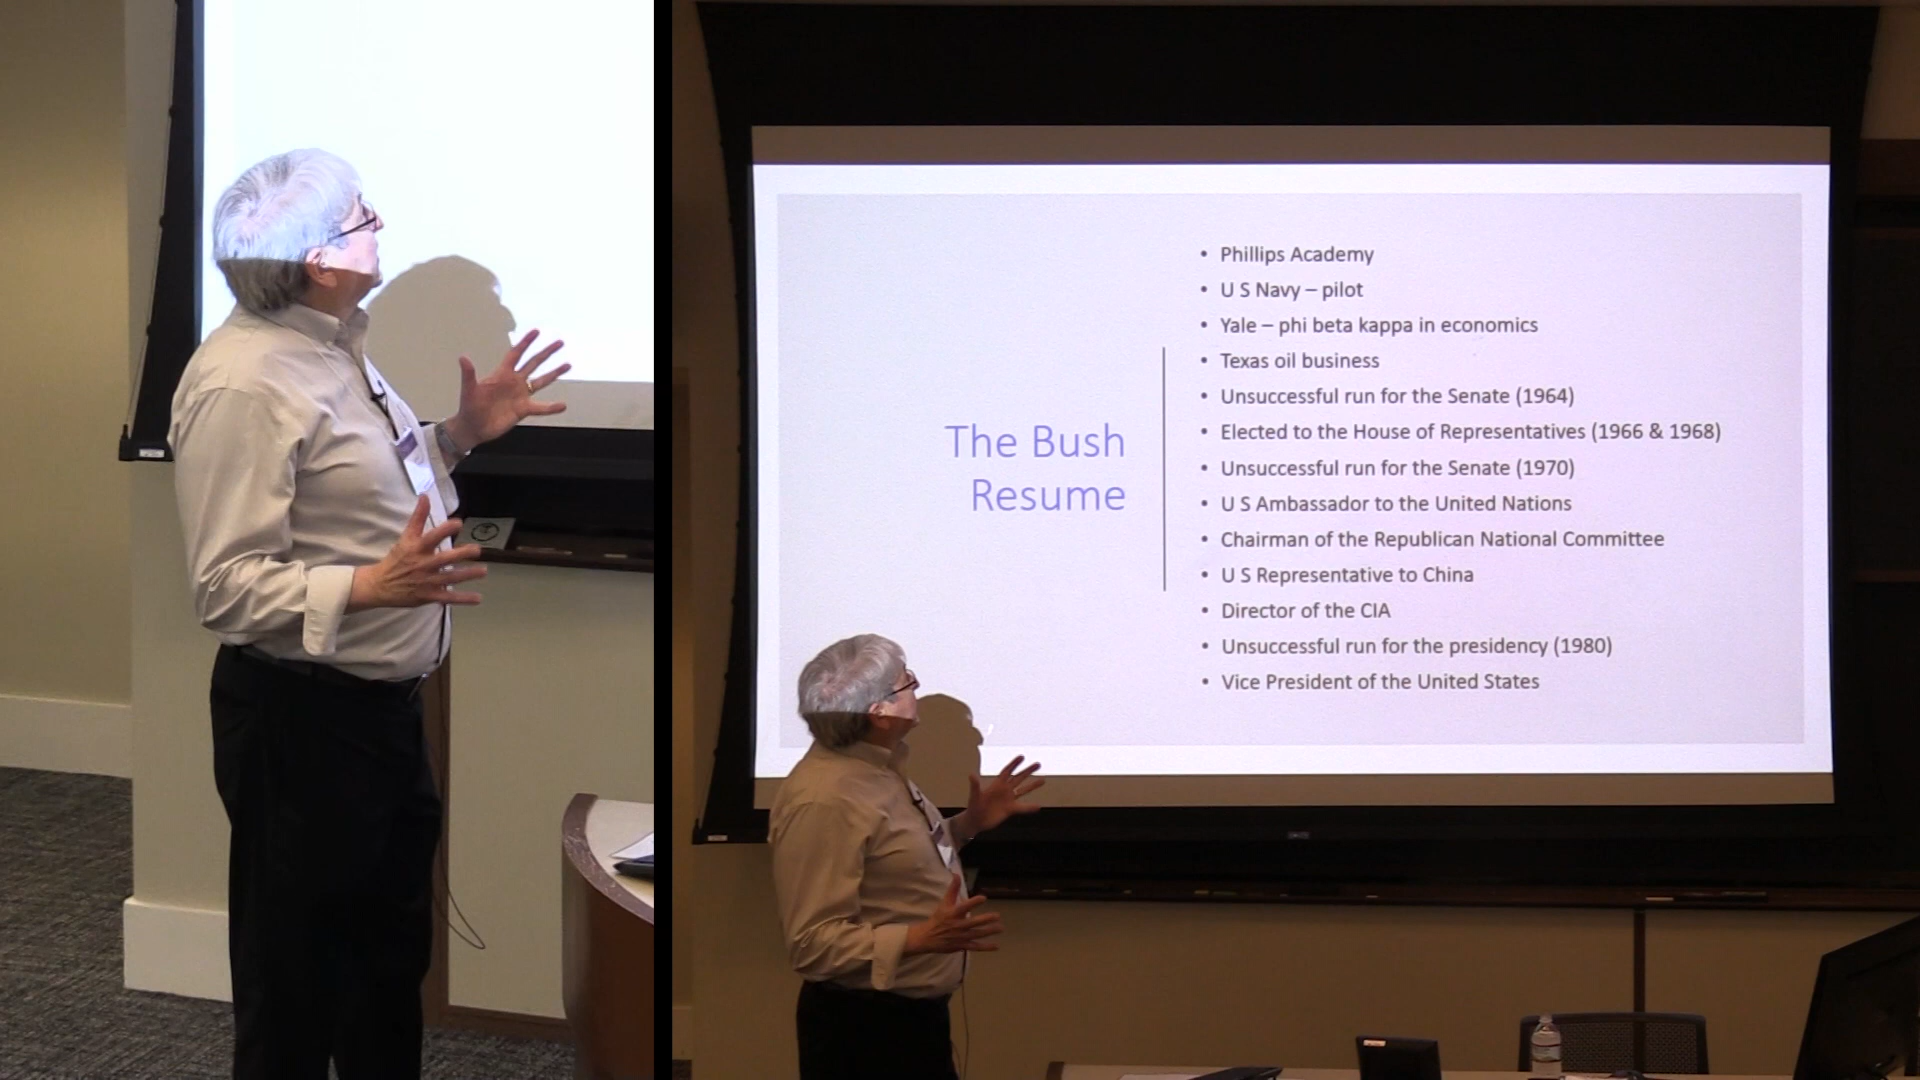 The Bush
Resume
• Phillips Academy
• U S Navy – pilot
• Yale – phi beta kappa in economics
• Texas oil business
• Unsuccessful run for the Senate (1964)
• Elected to the House of Representatives (1966 & 1968)
• Unsuccessful run for the Senate (1970)
• U S Ambassador to the United Nations
• Chairman of the Republican National Committee
• U S Representative to China
• Director of the CIA
• Unsuccessful run for the presidency (1980)
• Vice President of the United States